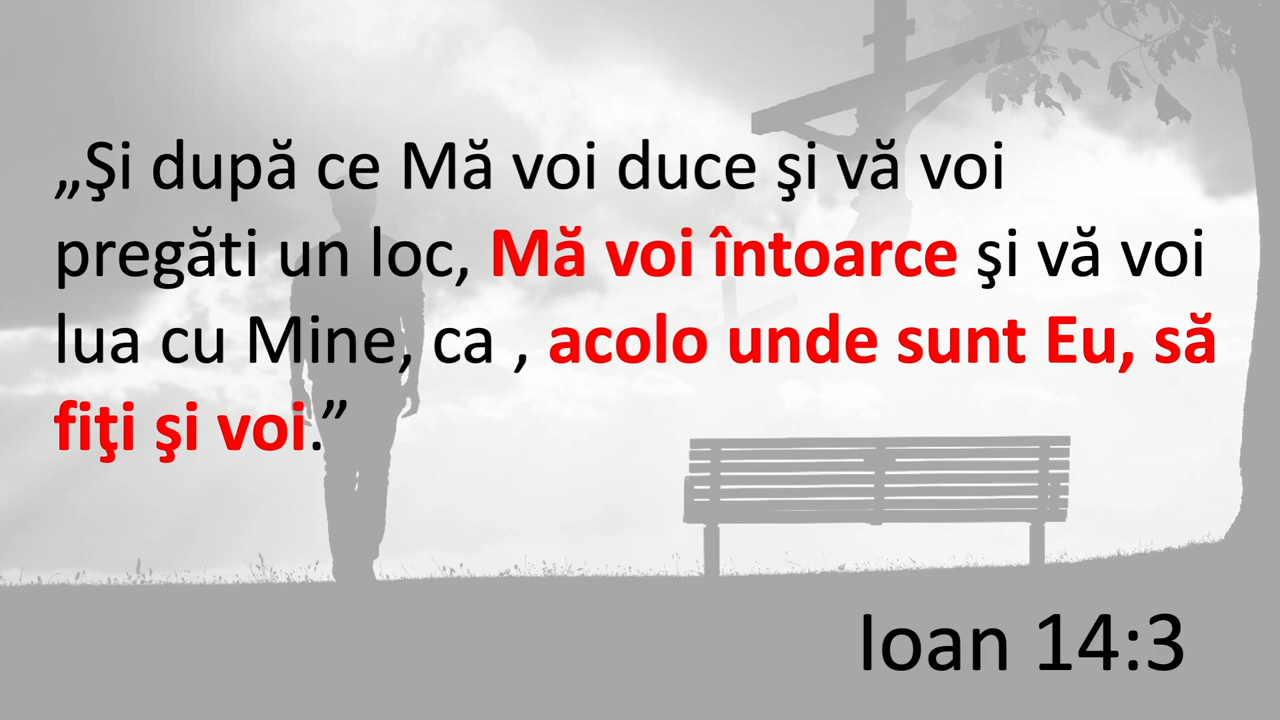 „Şi după ce Mă voi duce şi vă voi
pregăti un loc, Mă voi întoarce şi vă voi
lua cu Mine, ca , acolo unde sunt Eu, să
fiţi şi voi.”
Ioan 14:3